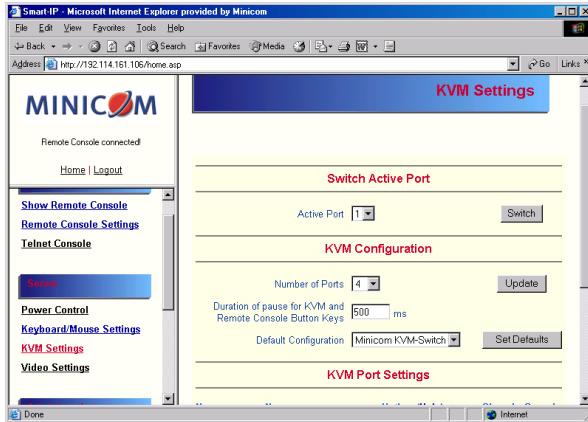 Smart-IP - Microsoft Internet Explorer provided by Minicom
File Edit View Favorites Tools Help
Back Search Favorites Media
Address http://192.114.161.106/home.asp Go Links
MINICOM
Remote Console connected!
Home | Logout
Show Remote Console
Remote Console Settings
Telnet Console
Server
Power Control
Keyboard/Mouse Settings
KVM Settings
Video Settings
KVM Settings
Switch Active Port
Active Port 1 Switch
KVM Configuration
Number of Ports 4 Update
Duration of pause for KVM and
Remote Console Button Keys 500 ms
Default Configuration Minicom KVM-Switch Set Defaults
KVM Port Settings
Done Internet